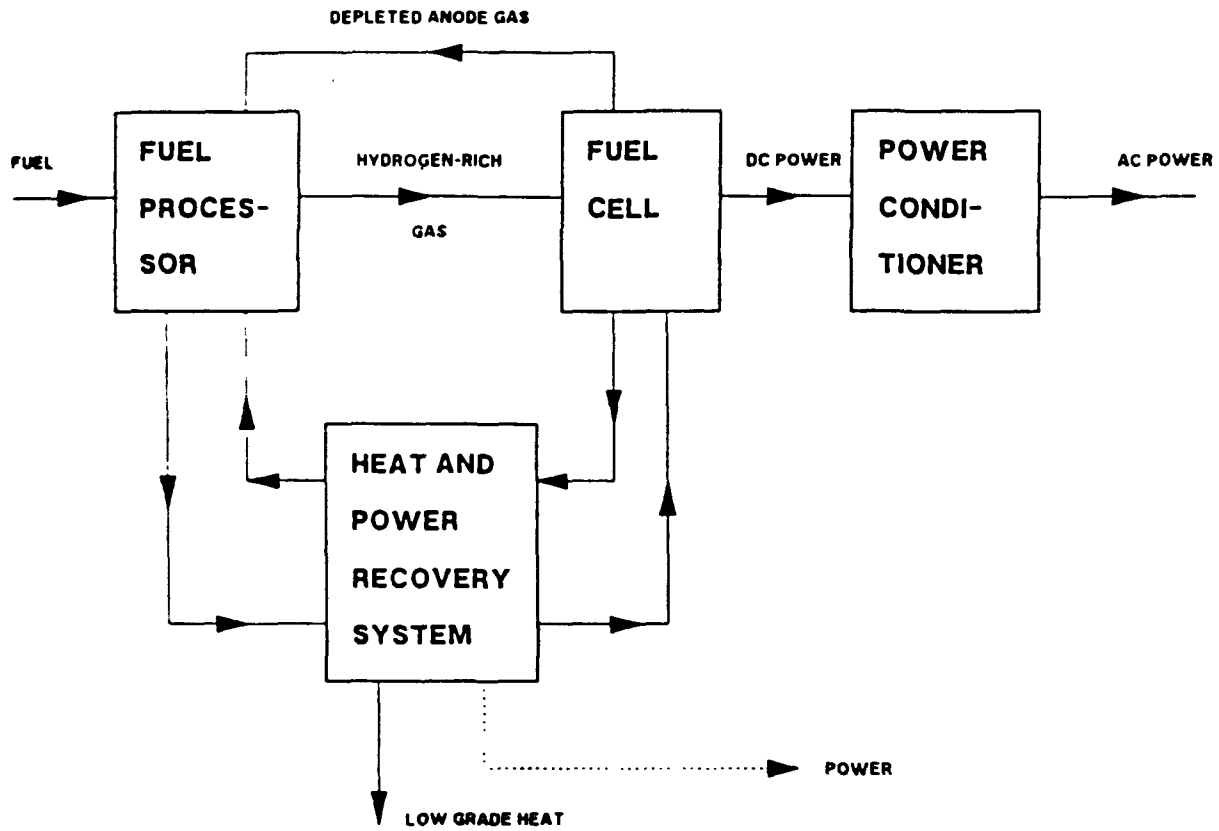 DEPLETED ANODE GAS
FUEL
FUEL
PROCES-
SOR
HYDROGEN-RICH
GAS
FUEL
CELL
DC POWER
POWER
CONDI-
TIONER
AC POWER
HEAT AND
POWER
RECOVERY
SYSTEM
POWER
LOW GRADE HEAT